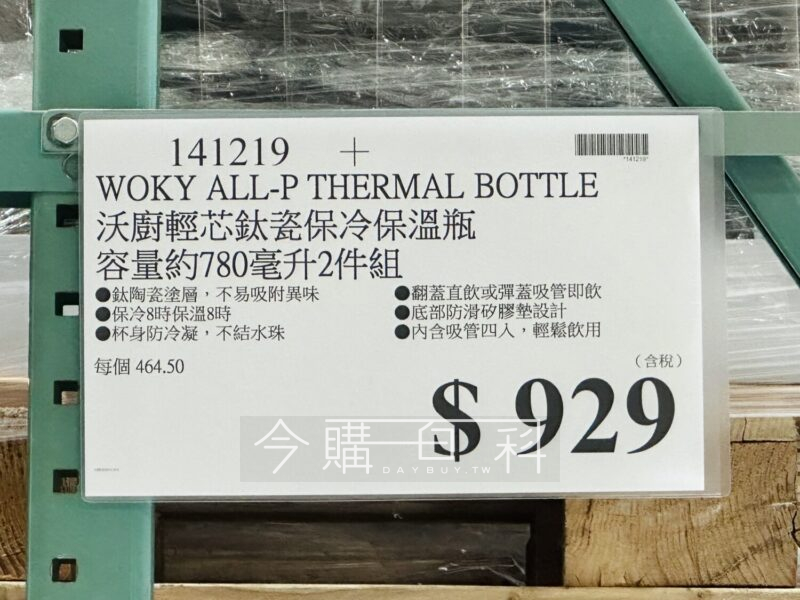 141219 +
*141219*
WOKY ALL-P THERMAL BOTTLE
沃廚輕芯鈦瓷保冷保溫瓶
容量約780毫升2件組
●鈦陶瓷塗層，不易吸附異味
●保冷8時保溫8時
●杯身防冷凝，不結水珠
●翻蓋直飲或彈蓋吸管即飲
●底部防滑矽膠墊設計
●內含吸管四入，輕鬆飲用
每個 464.50
（含稅）
$ 929
今購百科
DAYBUY.TW